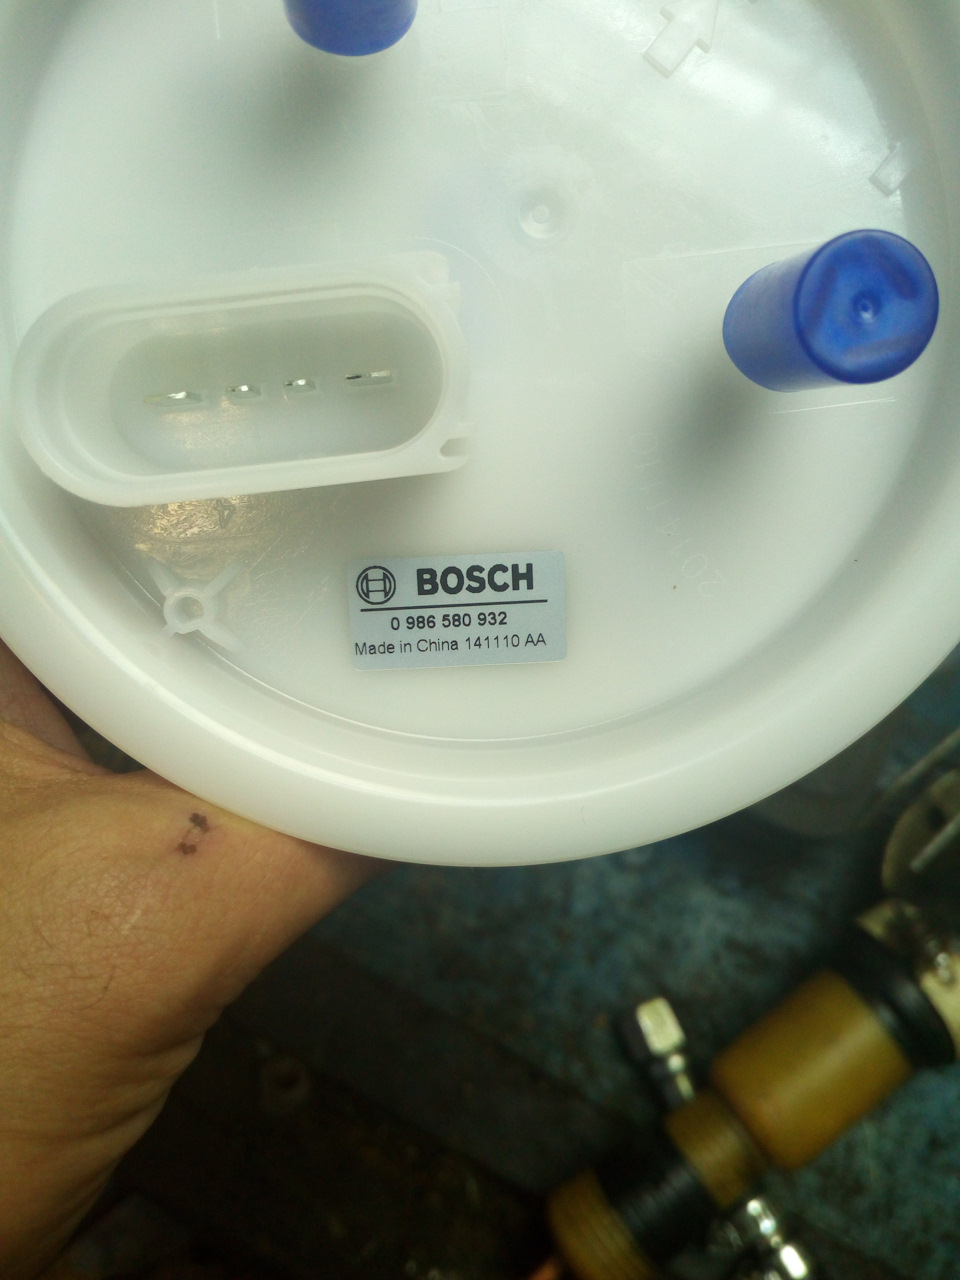 BOSCH
0 986 580 932
Made in China 141110 AA